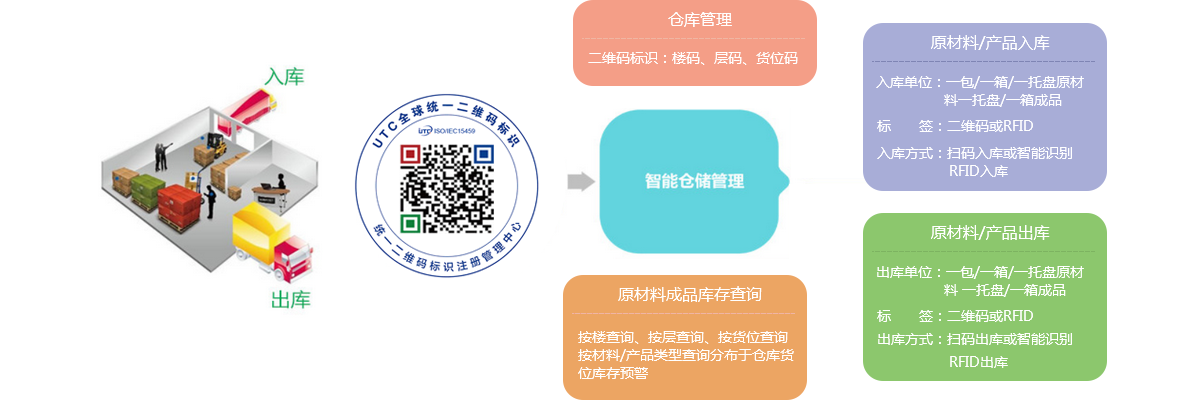 入库
出库
UTC全球统一二维码标识
UTC ISO/IEC15459
统一二维码标识注册管理中心
智能仓储管理
仓库管理
二维码标识：楼码、层码、货位码
原材料成品库存查询
按楼查询、按层查询、按货位查询
按材料/产品类型查询分布于仓库货
位库存预警
原材料/产品入库
入库单位：一包/一箱/一托盘原材
料一托盘/一箱成品
标 签：二维码或RFID
入库方式：扫码入库或智能识别
RFID入库
原材料/产品出库
出库单位：一包/一箱/一托盘原材
料 一托盘/一箱成品
标 签：二维码或RFID
出库方式：扫码出库或智能识别
RFID出库